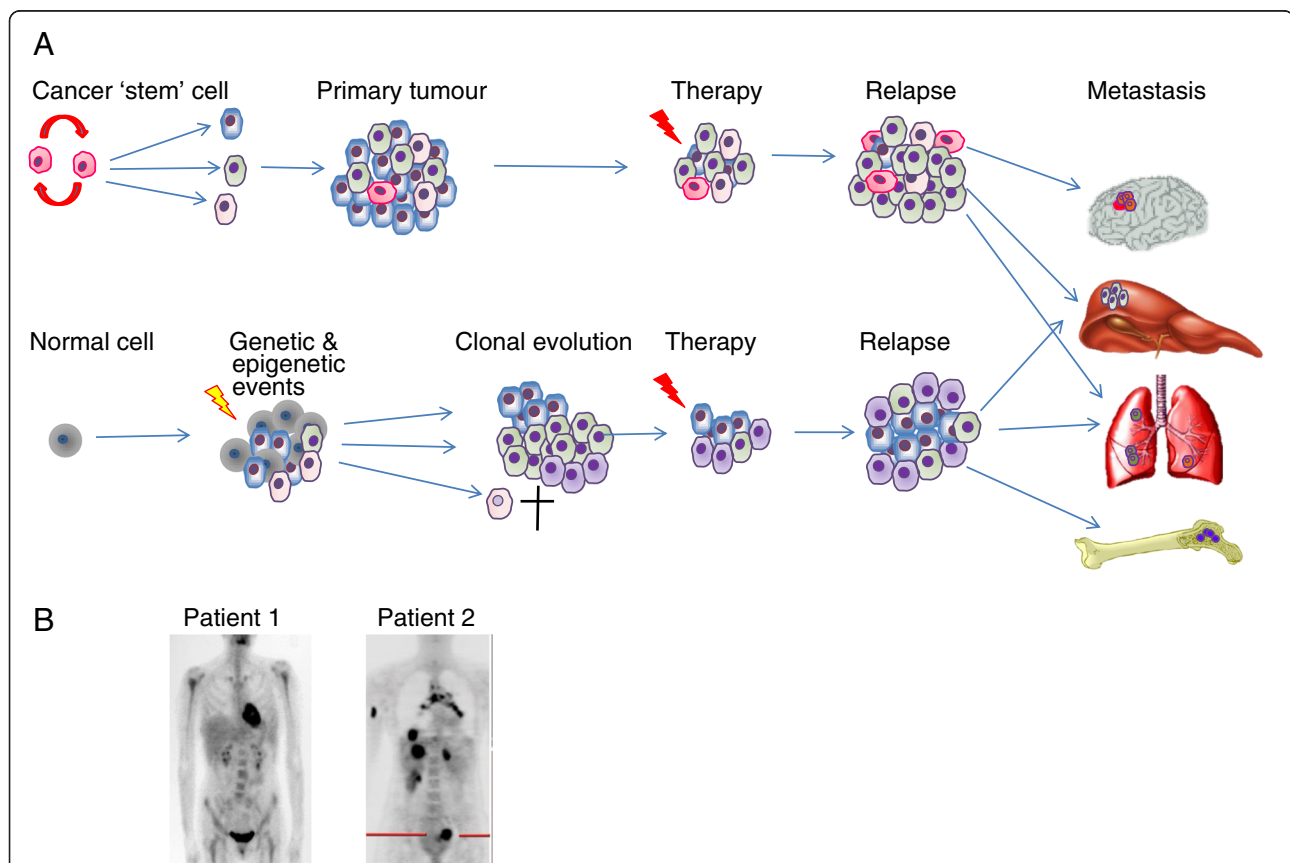 A
Cancer 'stem' cell
Primary tumour
Therapy
Relapse
Metastasis
Normal cell
Genetic &
epigenetic
events
Clonal evolution
Therapy
Relapse
B
Patient 1
Patient 2